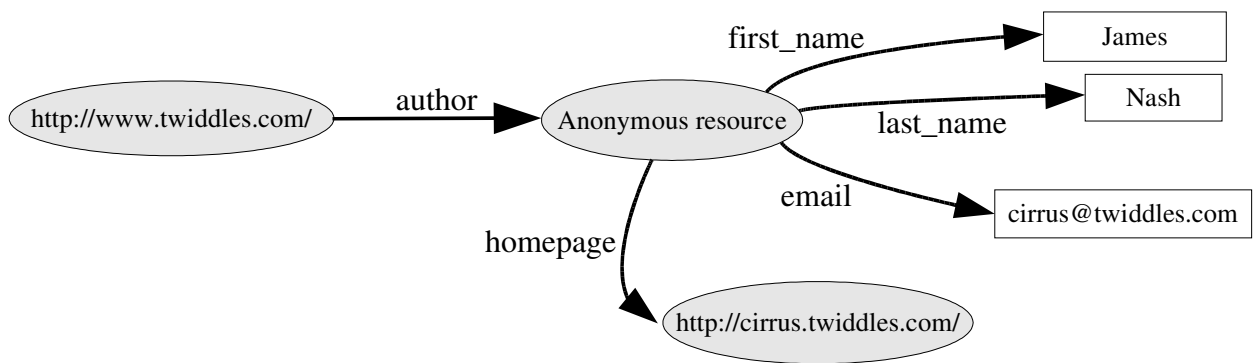 first_name
James
http://www.twiddles.com/
author
Anonymous resource
Nash
last_name
email
cirrus@twiddles.com
homepage
http://cirrus.twiddles.com/